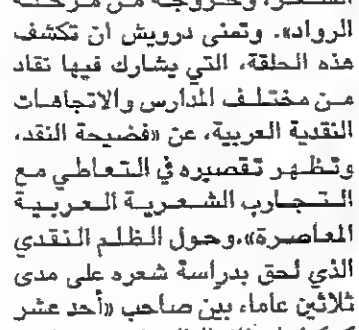 الشعر، وخروجه من مرحلة
الرواد». وتمنى درويش ان تكشف
هذه الحلقة، التي يشارك فيها نقاد
من مختلف المدارس والاتجاهات
النقدية العربية، عن «فضيحة النقد،
وتظهر تقصيره في التعاطي مع
التجارب الشعرية العربية
المعاصرة»،وحول الظلم النقدي
الذي لحق بدراسة شعره على مدى
ثلاثين عاما، بين صاحب «أحد عشر